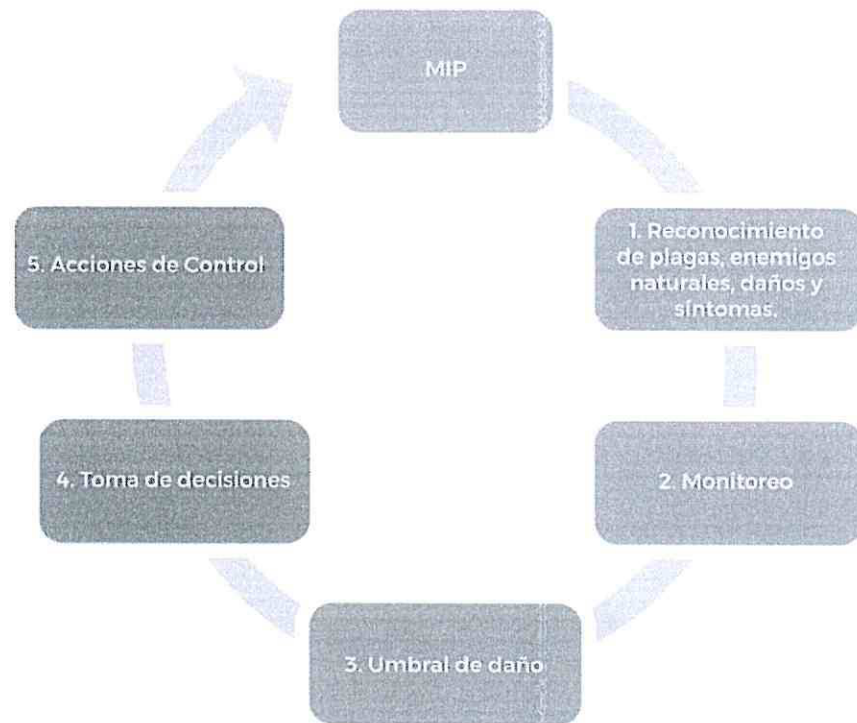 MIP
1. Reconocimiento
de plagas, enemigos
naturales, daños y
síntomas.
2. Monitoreo
3. Umbral de daño
4. Toma de decisiones
5. Acciones de Control